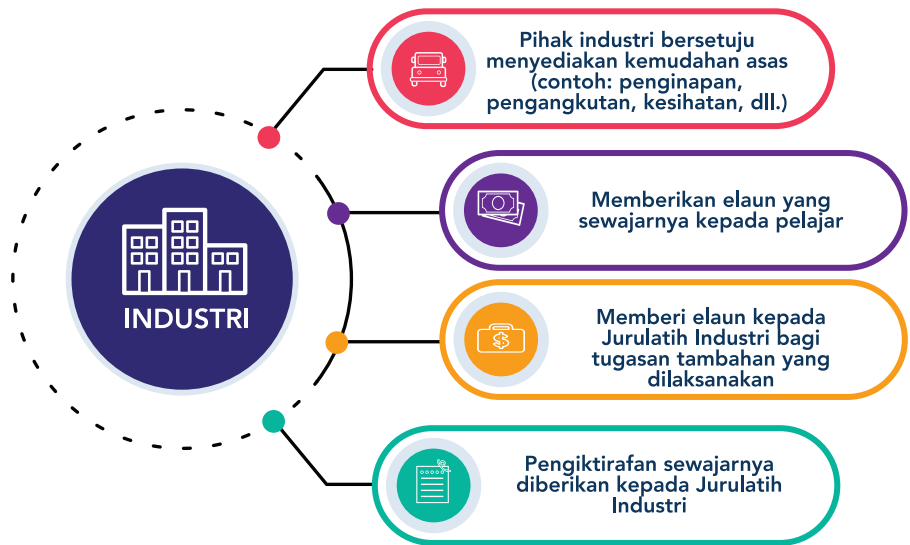 Pihak industri bersetuju
menyediakan kemudahan asas
(contoh: penginapan,
pengangkutan, kesihatan, dll.)
Memberikan elaun yang
sewajarnya kepada pelajar
INDUSTRI
Memberi elaun kepada
Jurulatih Industri bagi
tugasan tambahan yang
dilaksanakan
Pengiktirafan sewajarnya
diberikan kepada Jurulatih
Industri